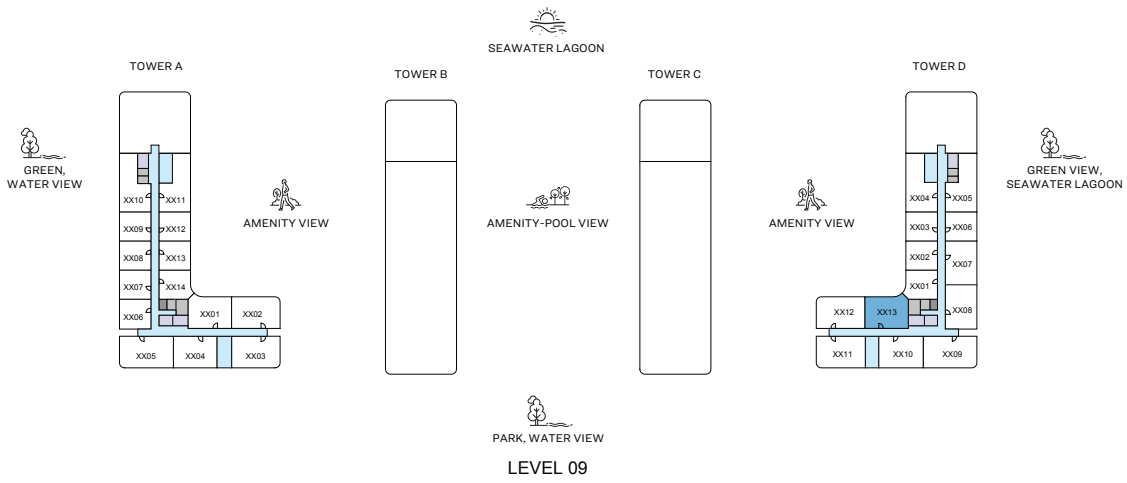 SEAWATER LAGOON
TOWER A
TOWER B
TOWER C
TOWER D
GREEN,
WATER VIEW
AMENITY VIEW
AMENITY-POOL VIEW
AMENITY VIEW
GREEN VIEW,
SEAWATER LAGOON
XX10
XX11
XX09
XX12
XX08
XX13
XX07
XX14
XX06
XX01
XX02
XX05
XX04
XX03
XX04
XX05
XX03
XX06
XX02
XX07
XX01
XX12
XX13
XX08
XX11
XX10
XX09
PARK, WATER VIEW
LEVEL 09